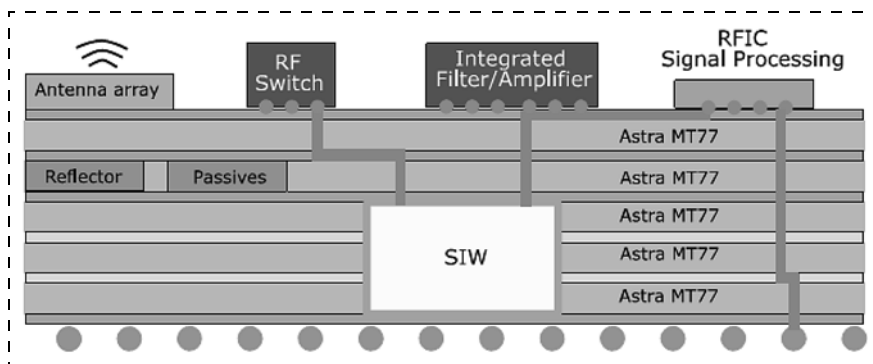 RFIC
Signal Processing
RF
Switch
Integrated
Filter/Amplifier
Antenna array
Astra MT77
Reflector
Passives
Astra MT77
Astra MT77
SIW
Astra MT77
Astra MT77